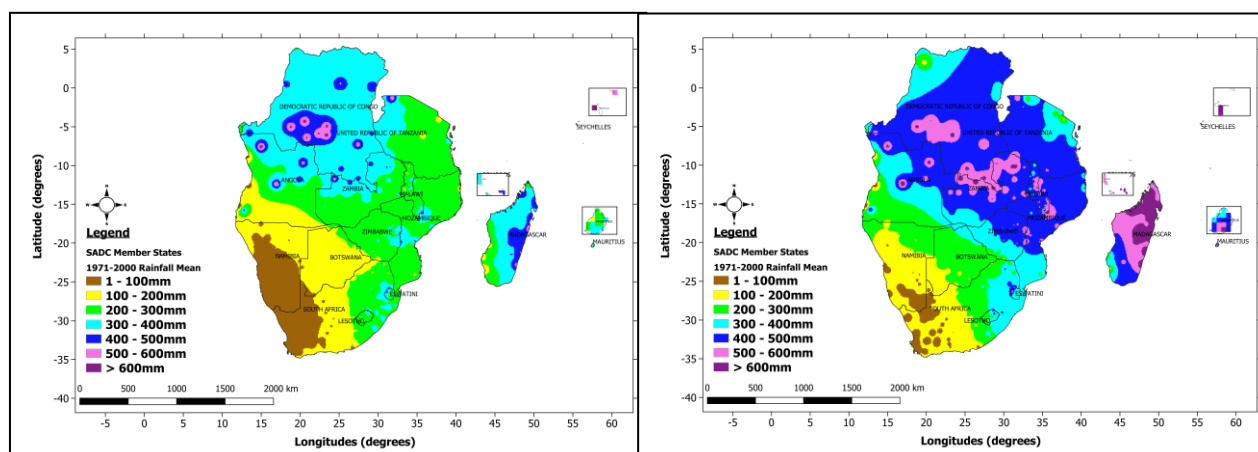 5
0
DEMOCRATIC REPUBLIC OF CONGO
-5
UNITED REPUBLIC OF TANZANIA
SEYCHELLES
-10
ZAMBIA
MALAWI
-15
MOZAMBIQUE
Legend
ZIMBABWE
MADAGASCAR
MAURITIUS
-20
SADC Member States
NAMIBIA
BOTSWANA
1971-2000 Rainfall Mean
1 - 100mm
-25
100 - 200mm
ESWATINI
200 - 300mm
SOUTH AFRICA
300 - 400mm
LESOTHO
-30
400 - 500mm
500 - 600mm
> 600mm
-35
0 500 1000 1500 2000 km
-40
Latitude (degrees)
-5 0 5 10 15 20 25 30 35 40 45 50 55 60
Longitudes (degrees)
5
0
DEMOCRATIC REPUBLIC OF CONGO
-5
UNITED REPUBLIC OF TANZANIA
SEYCHELLES
-10
ZAMBIA
-15
MOZAMBIQUE
Legend
ZIMBABWE
MADAGASCAR
MAURITIUS
-20
SADC Member States
NAMIBIA
BOTSWANA
1971-2000 Rainfall Mean
1 - 100mm
-25
100 - 200mm
ESWATINI
200 - 300mm
SOUTH AFRICA
300 - 400mm
LESOTHO
-30
400 - 500mm
500 - 600mm
> 600mm
-35
0 500 1000 1500 2000 km
-40
Latitude (degrees)
-5 0 5 10 15 20 25 30 35 40 45 50 55 60
Longitudes (degrees)